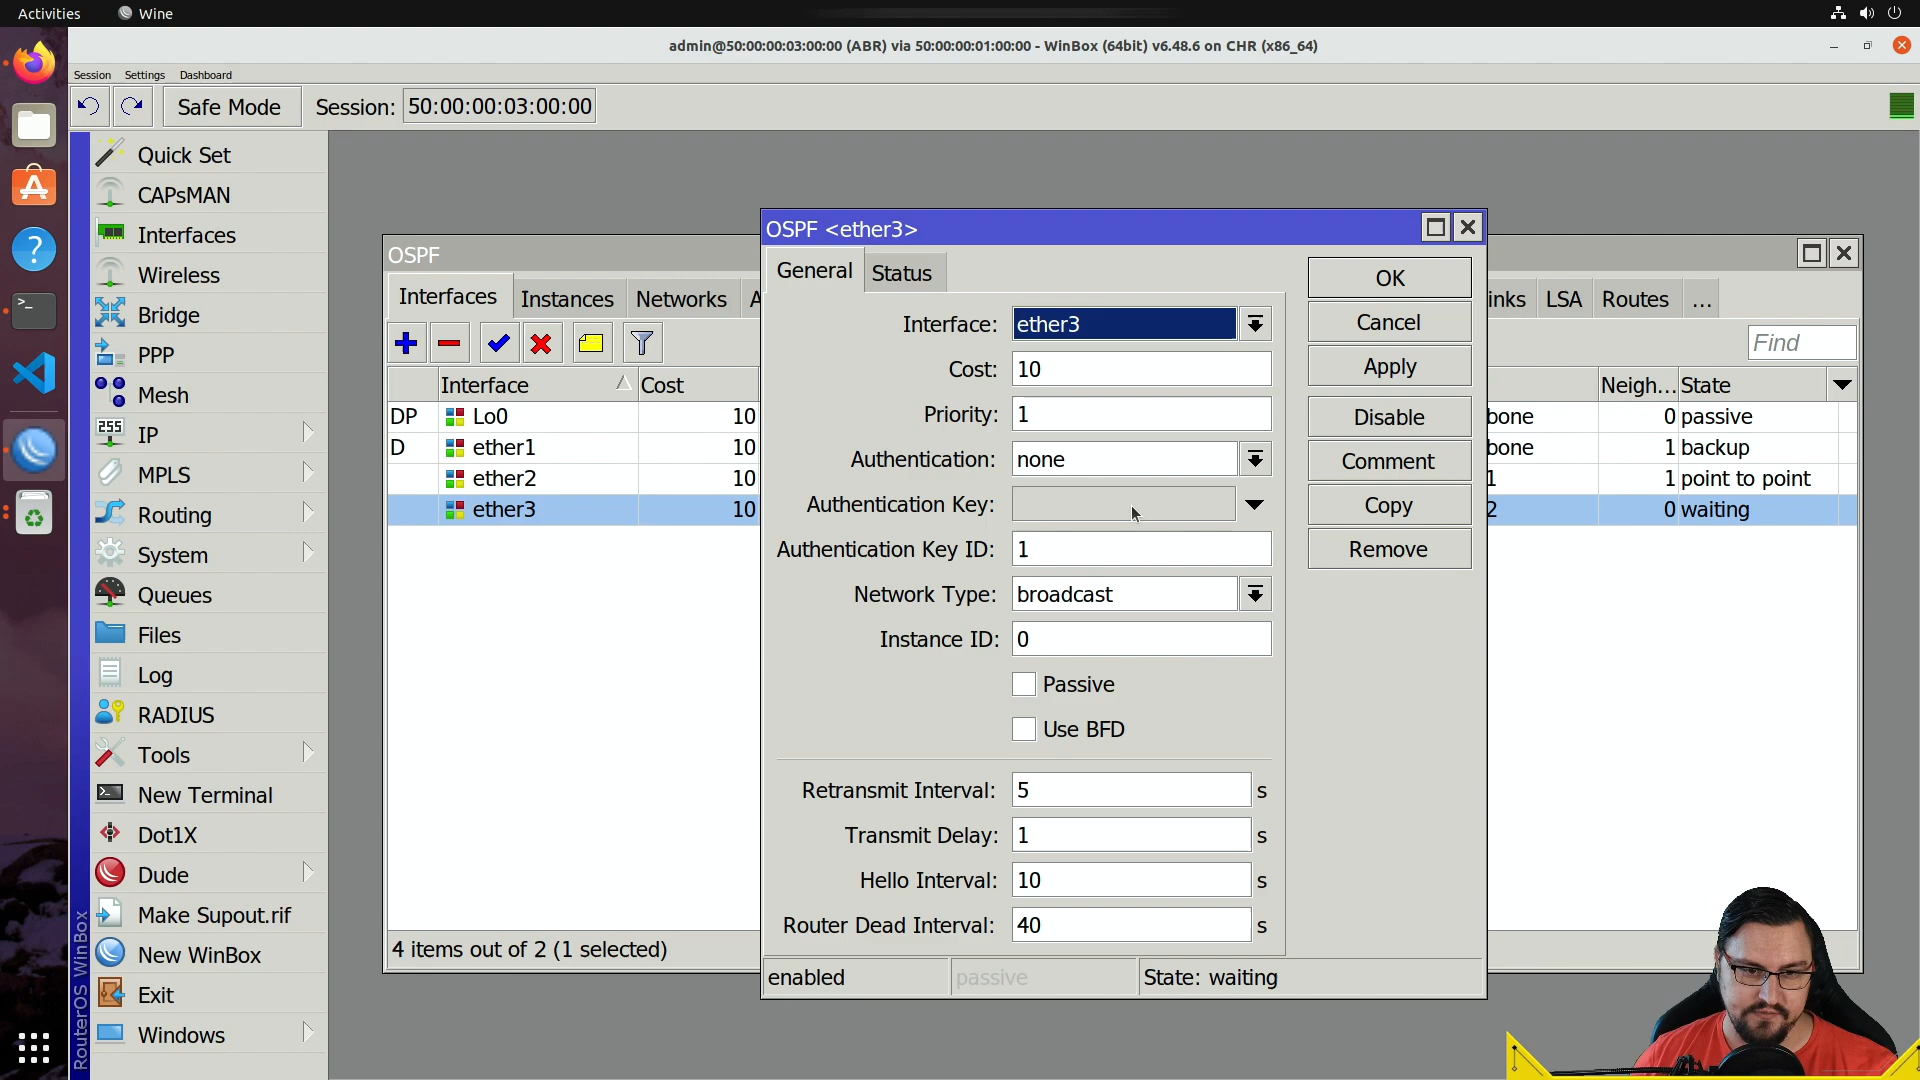 Activities
Wine
admin@50:00:00:03:00:00 (ABR) via 50:00:00:01:00:00 - WinBox (64bit) v6.48.6 on CHR (x86_64)
Session Settings Dashboard
Safe Mode
Session: 50:00:00:03:00:00
Quick Set
CAPsMAN
Interfaces
Wireless
Bridge
PPP
Mesh
255
IP
MPLS
Routing
System
Queues
Files
Log
RADIUS
Tools
New Terminal
Dot1X
Dude
Make Supout.rif
New WinBox
Exit
Windows
RouterOS WinBox
OSPF
Interfaces Instances Networks A
inks LSA Routes ...
Find
Interface Cost
Neigh... State
DP Lo0 10 bone 0 passive
D ether1 10 bone 1 backup
ether2 10 1 1 point to point
ether3 10 2 0 waiting
4 items out of 2 (1 selected)
OSPF <ether3>
General Status
Interface: ether3
Cost: 10
Priority: 1
Authentication: none
Authentication Key:
Authentication Key ID: 1
Network Type: broadcast
Instance ID: 0
Passive
Use BFD
Retransmit Interval: 5 s
Transmit Delay: 1 s
Hello Interval: 10 s
Router Dead Interval: 40 s
OK
Cancel
Apply
Disable
Comment
Copy
Remove
enabled passive State: waiting